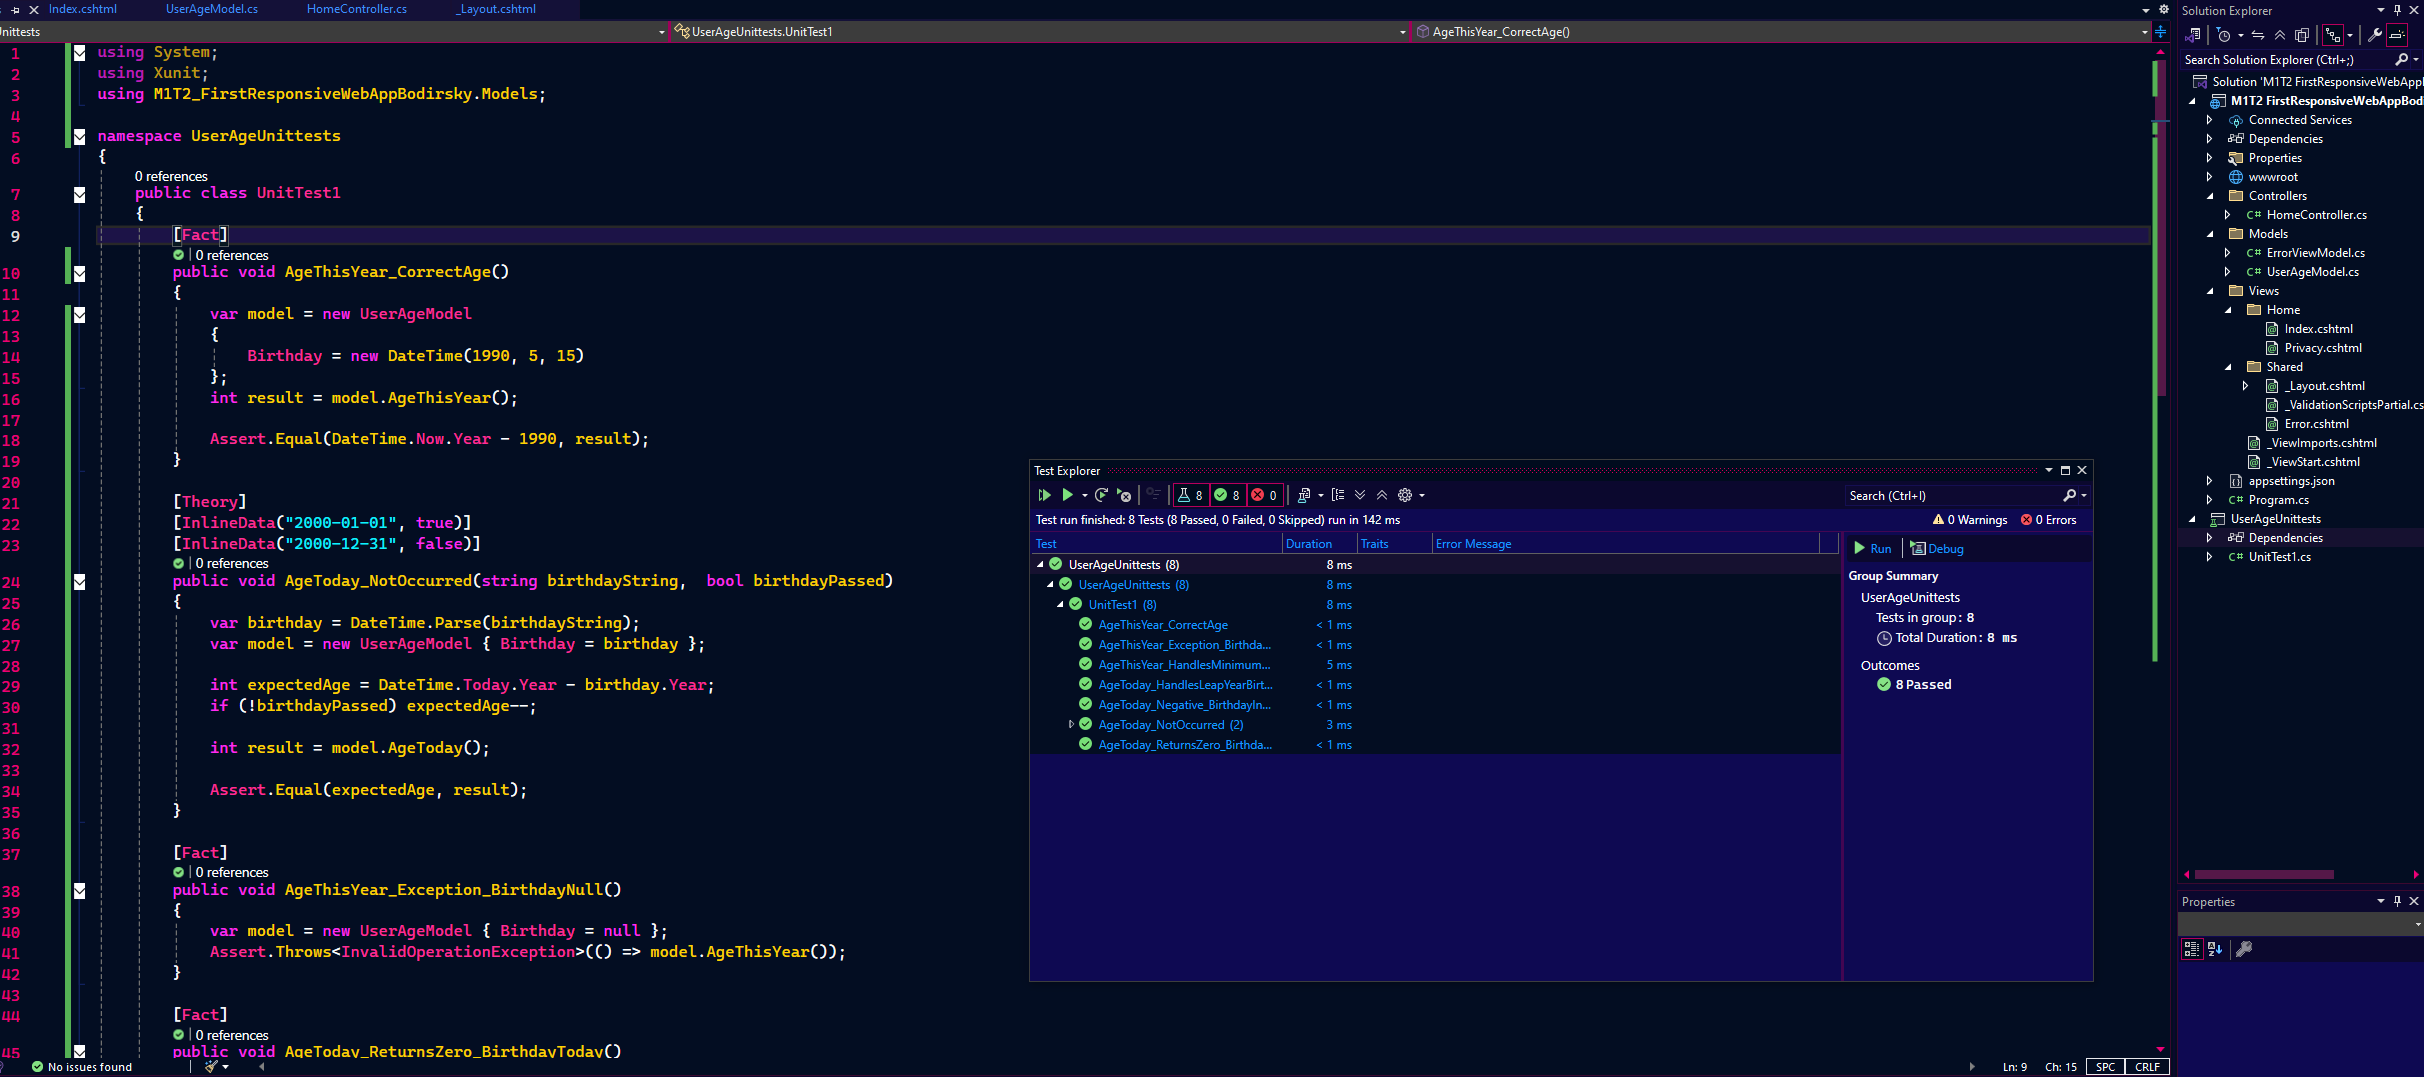 Index.cshtml UserAgeModel.cs HomeController.cs _Layout.cshtml
Unittests UserAgeUnittests.UnitTest1 AgeThisYear_CorrectAge()
1 using System;
2 using Xunit;
3 using M1T2_FirstResponsiveWebAppBodirsky.Models;
4
5 namespace UserAgeUnittests
6 {
0 references
7 public class UnitTest1
8 {
9 [Fact]
0 references
10 public void AgeThisYear_CorrectAge()
11 {
12 var model = new UserAgeModel
13 {
14 Birthday = new DateTime(1990, 5, 15)
15 };
16 int result = model.AgeThisYear();
17
18 Assert.Equal(DateTime.Now.Year - 1990, result);
19 }
20
21 [Theory]
22 [InlineData("2000-01-01", true)]
23 [InlineData("2000-12-31", false)]
0 references
24 public void AgeToday_NotOccurred(string birthdayString, bool birthdayPassed)
25 {
26 var birthday = DateTime.Parse(birthdayString);
27 var model = new UserAgeModel { Birthday = birthday };
28
29 int expectedAge = DateTime.Today.Year - birthday.Year;
30 if (!birthdayPassed) expectedAge--;
31
32 int result = model.AgeToday();
33
34 Assert.Equal(expectedAge, result);
35 }
36
37 [Fact]
0 references
38 public void AgeThisYear_Exception_BirthdayNull()
39 {
40 var model = new UserAgeModel { Birthday = null };
41 Assert.Throws<InvalidOperationException>(() => model.AgeThisYear());
42 }
43
44 [Fact]
0 references
45 public void AgeToday_ReturnsZero_BirthdayToday()
No issues found
Ln: 9 Ch: 15 SPC CRLF
Test Explorer
8 8 0
Search (Ctrl+I)
Test run finished: 8 Tests (8 Passed, 0 Failed, 0 Skipped) run in 142 ms
0 Warnings 0 Errors
Test Duration Traits Error Message
UserAgeUnittests (8) 8 ms
UserAgeUnittests (8) 8 ms
UnitTest1 (8) 8 ms
AgeThisYear_CorrectAge < 1 ms
AgeThisYear_Exception_Birthda... < 1 ms
AgeThisYear_HandlesMinimum... 5 ms
AgeToday_HandlesLeapYearBirt... < 1 ms
AgeToday_Negative_BirthdayIn... < 1 ms
AgeToday_NotOccurred (2) 3 ms
AgeToday_ReturnsZero_Birthda... < 1 ms
Run Debug
Group Summary
UserAgeUnittests
Tests in group: 8
Total Duration: 8 ms
Outcomes
8 Passed
Solution Explorer
Search Solution Explorer (Ctrl+;)
Solution 'M1T2 FirstResponsiveWebAppl
M1T2 FirstResponsiveWebAppBodi
Connected Services
Dependencies
Properties
wwwroot
Controllers
C# HomeController.cs
Models
C# ErrorViewModel.cs
C# UserAgeModel.cs
Views
Home
Index.cshtml
Privacy.cshtml
Shared
_Layout.cshtml
_ValidationScriptsPartial.cs
Error.cshtml
_ViewImports.cshtml
_ViewStart.cshtml
appsettings.json
C# Program.cs
UserAgeUnittests
Dependencies
C# UnitTest1.cs
Properties